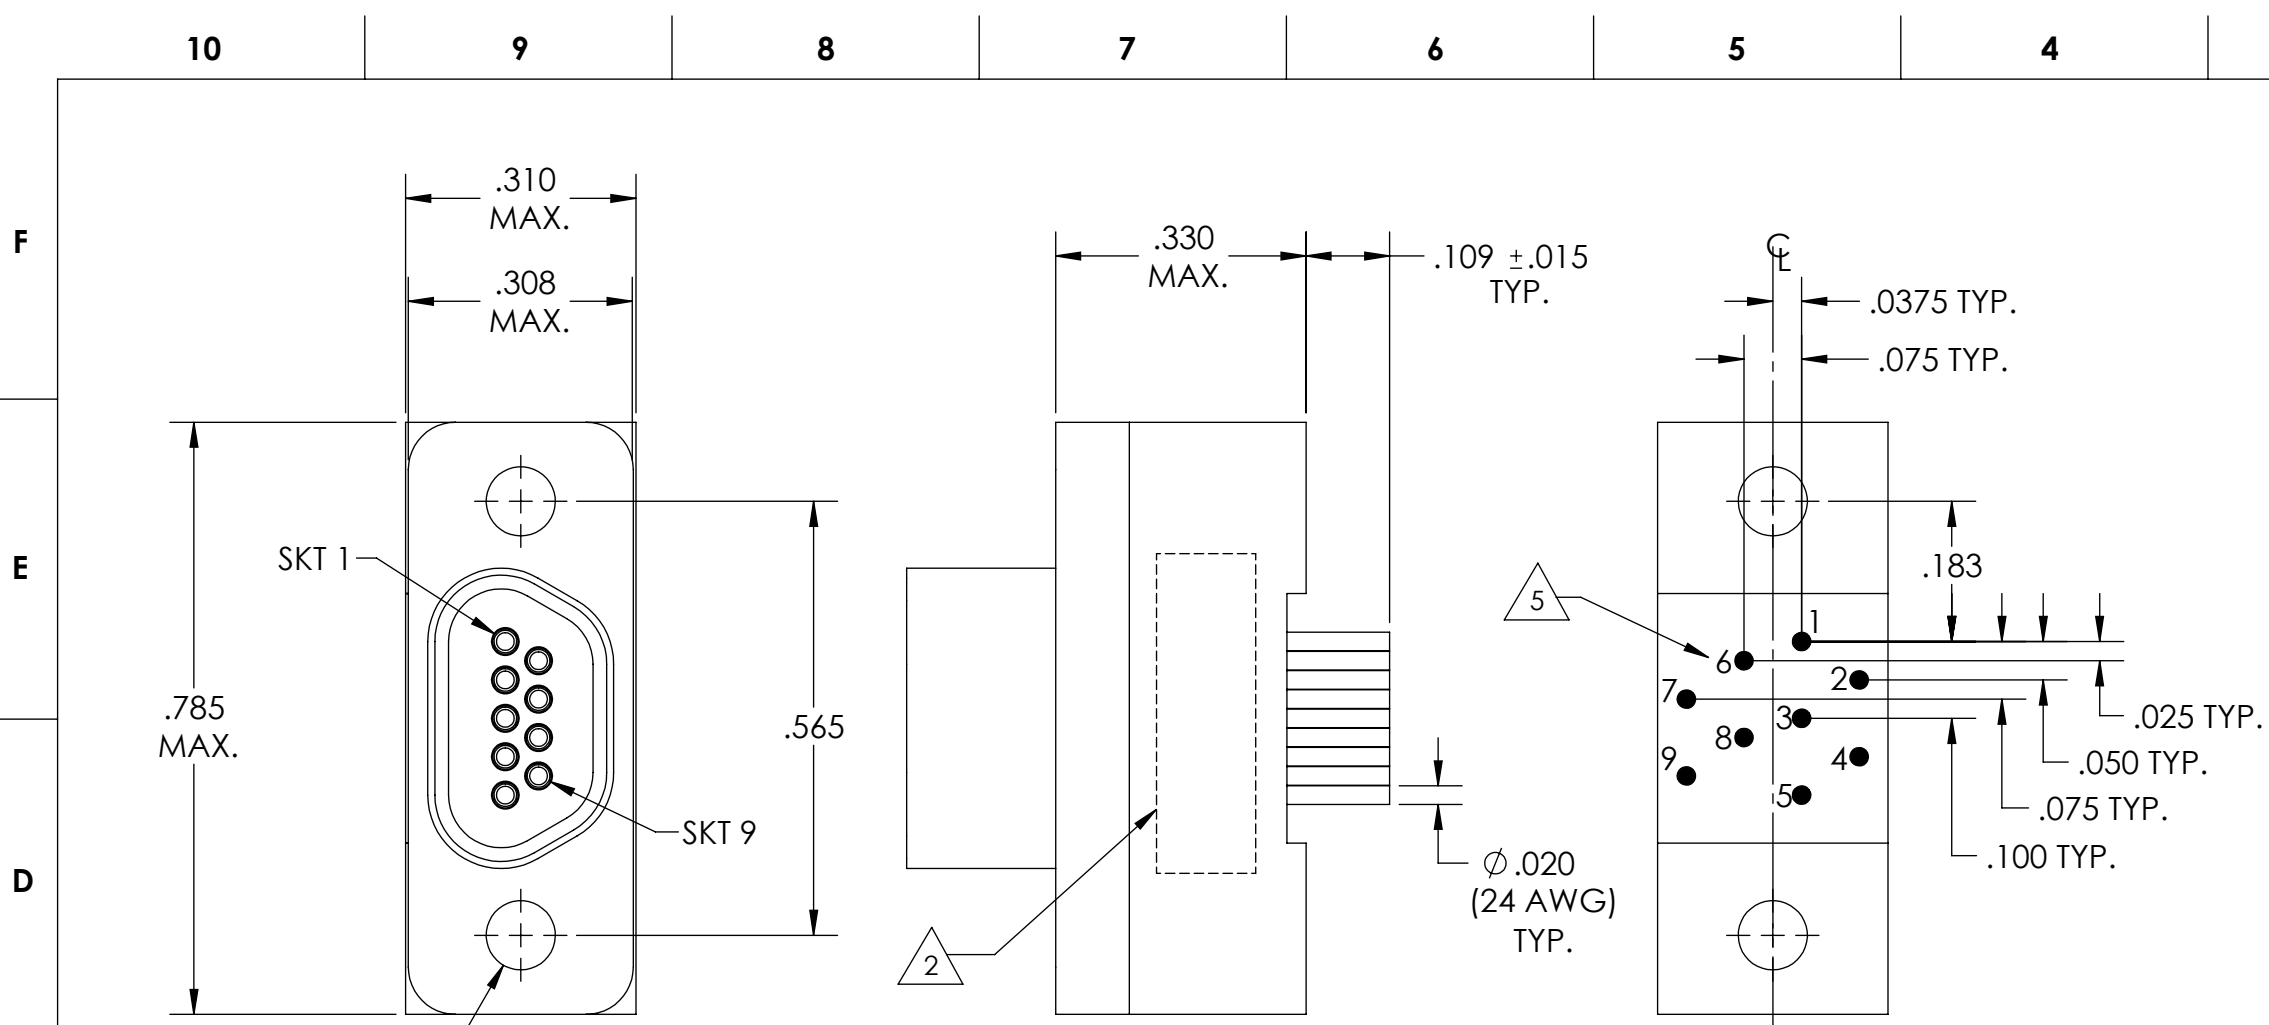 10 9 8 7 6 5 4
F
E
D
.310
MAX.
.308
MAX.
.785
MAX.
.565
SKT 1
SKT 9
.330
MAX.
.109 ±.015
TYP.
2
Ø.020
(24 AWG)
TYP.
CL
.0375 TYP.
.075 TYP.
.183
5
1
6
2
7
3
8
4
9
5
.025 TYP.
.050 TYP.
.075 TYP.
.100 TYP.